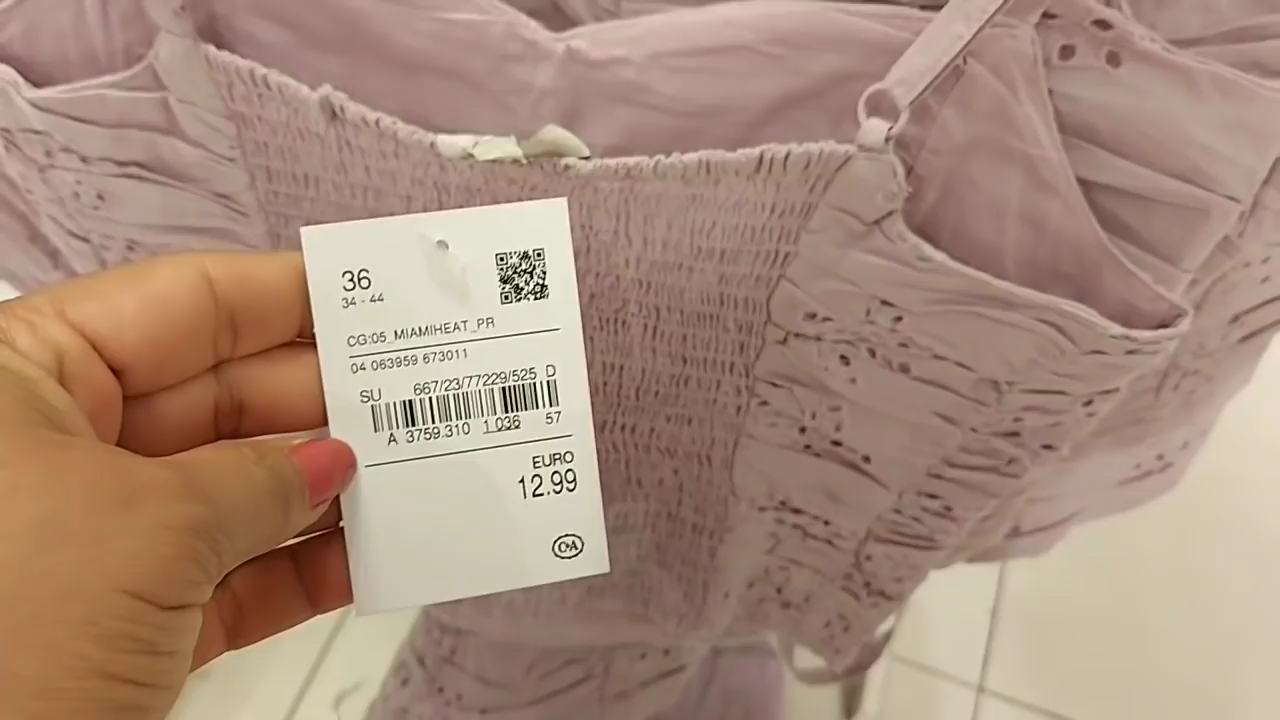 36
34 - 44
CG:05_MIAMIHEAT_PR
04 063959 673011
SU 667/23/77229/525 D
A 3759.310 1 036 57
EURO
12.99
C&A